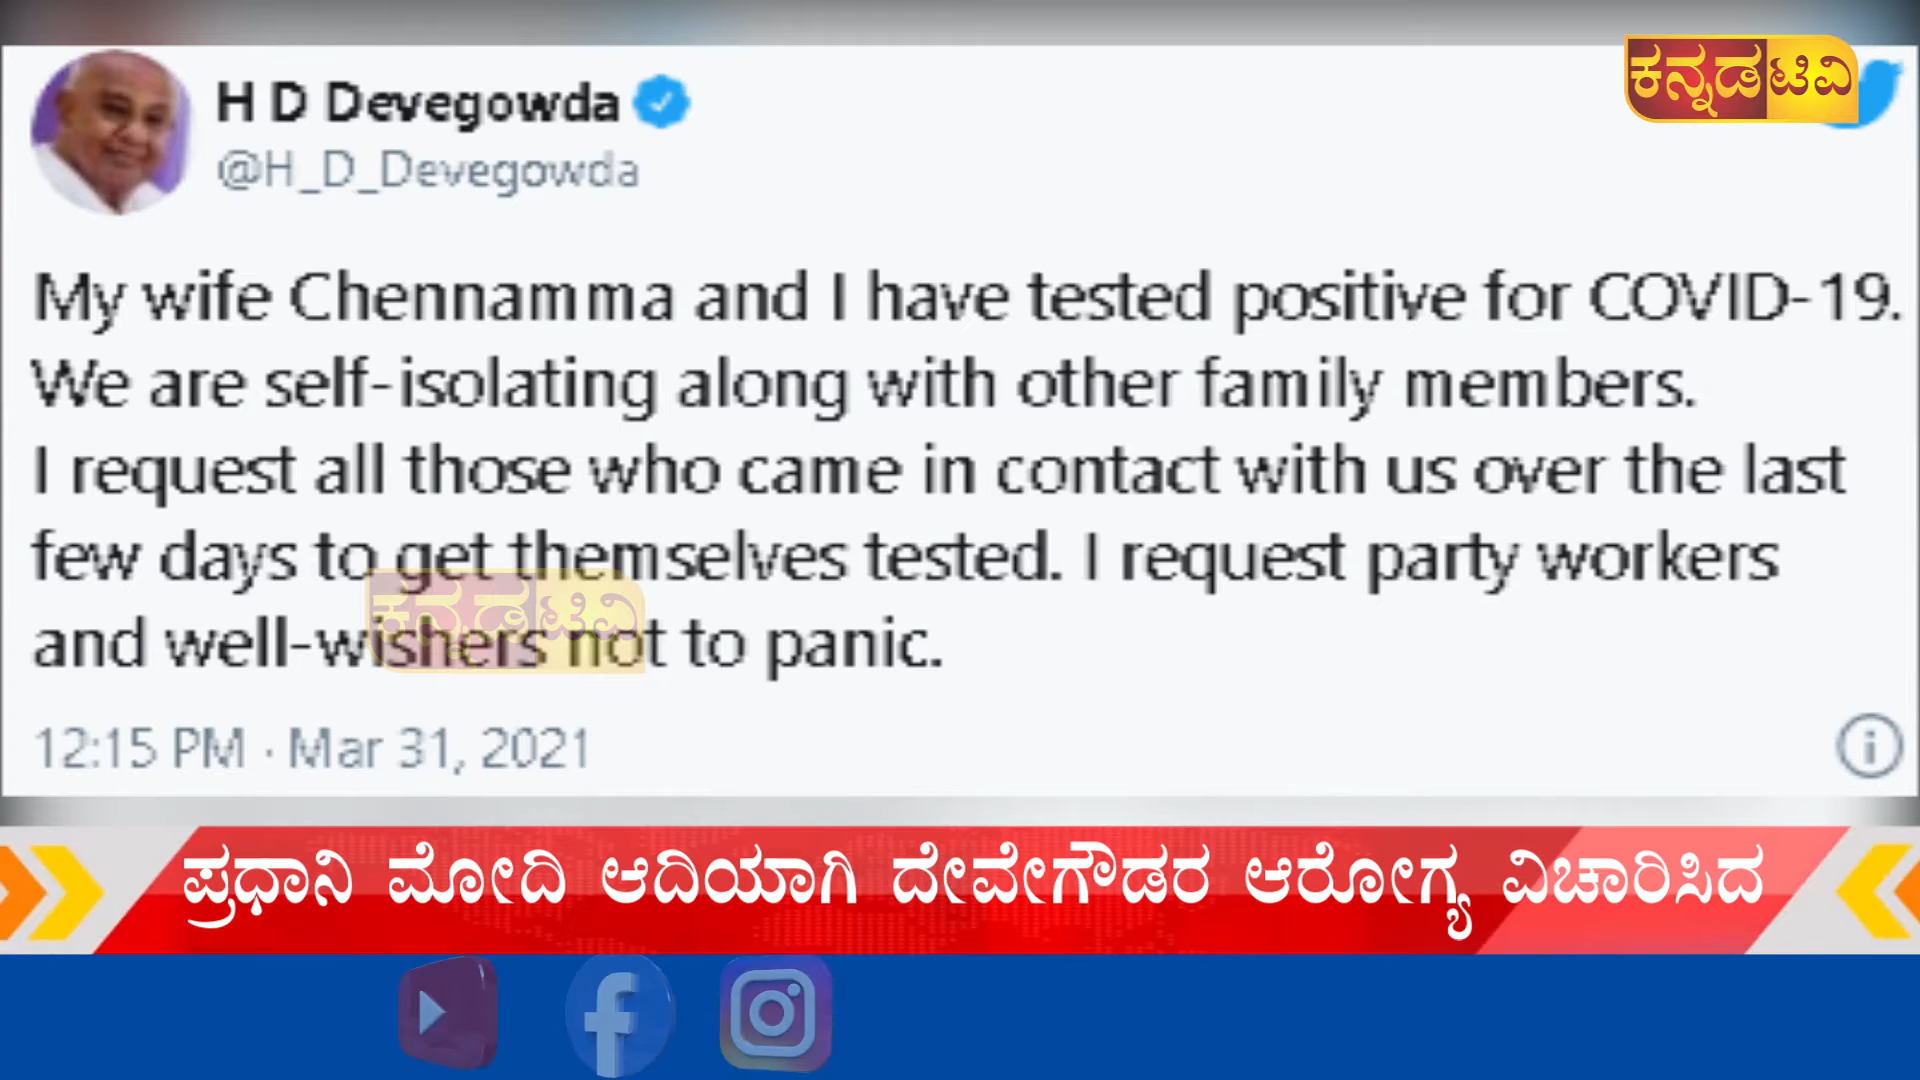 ಕನ್ನಡಟಿವಿ
H D Devegowda
@H_D_Devegowda
My wife Chennamma and I have tested positive for COVID-19.
We are self-isolating along with other family members.
I request all those who came in contact with us over the last
few days to get themselves tested. I request party workers
and well-wishers not to panic.
ಕನ್ನಡಟಿವಿ
12:15 PM · Mar 31, 2021
ಪ್ರಧಾನಿ ಮೋದಿ ಆದಿಯಾಗಿ ದೇವೇಗೌಡರ ಆರೋಗ್ಯ ವಿಚಾರಿಸಿದ